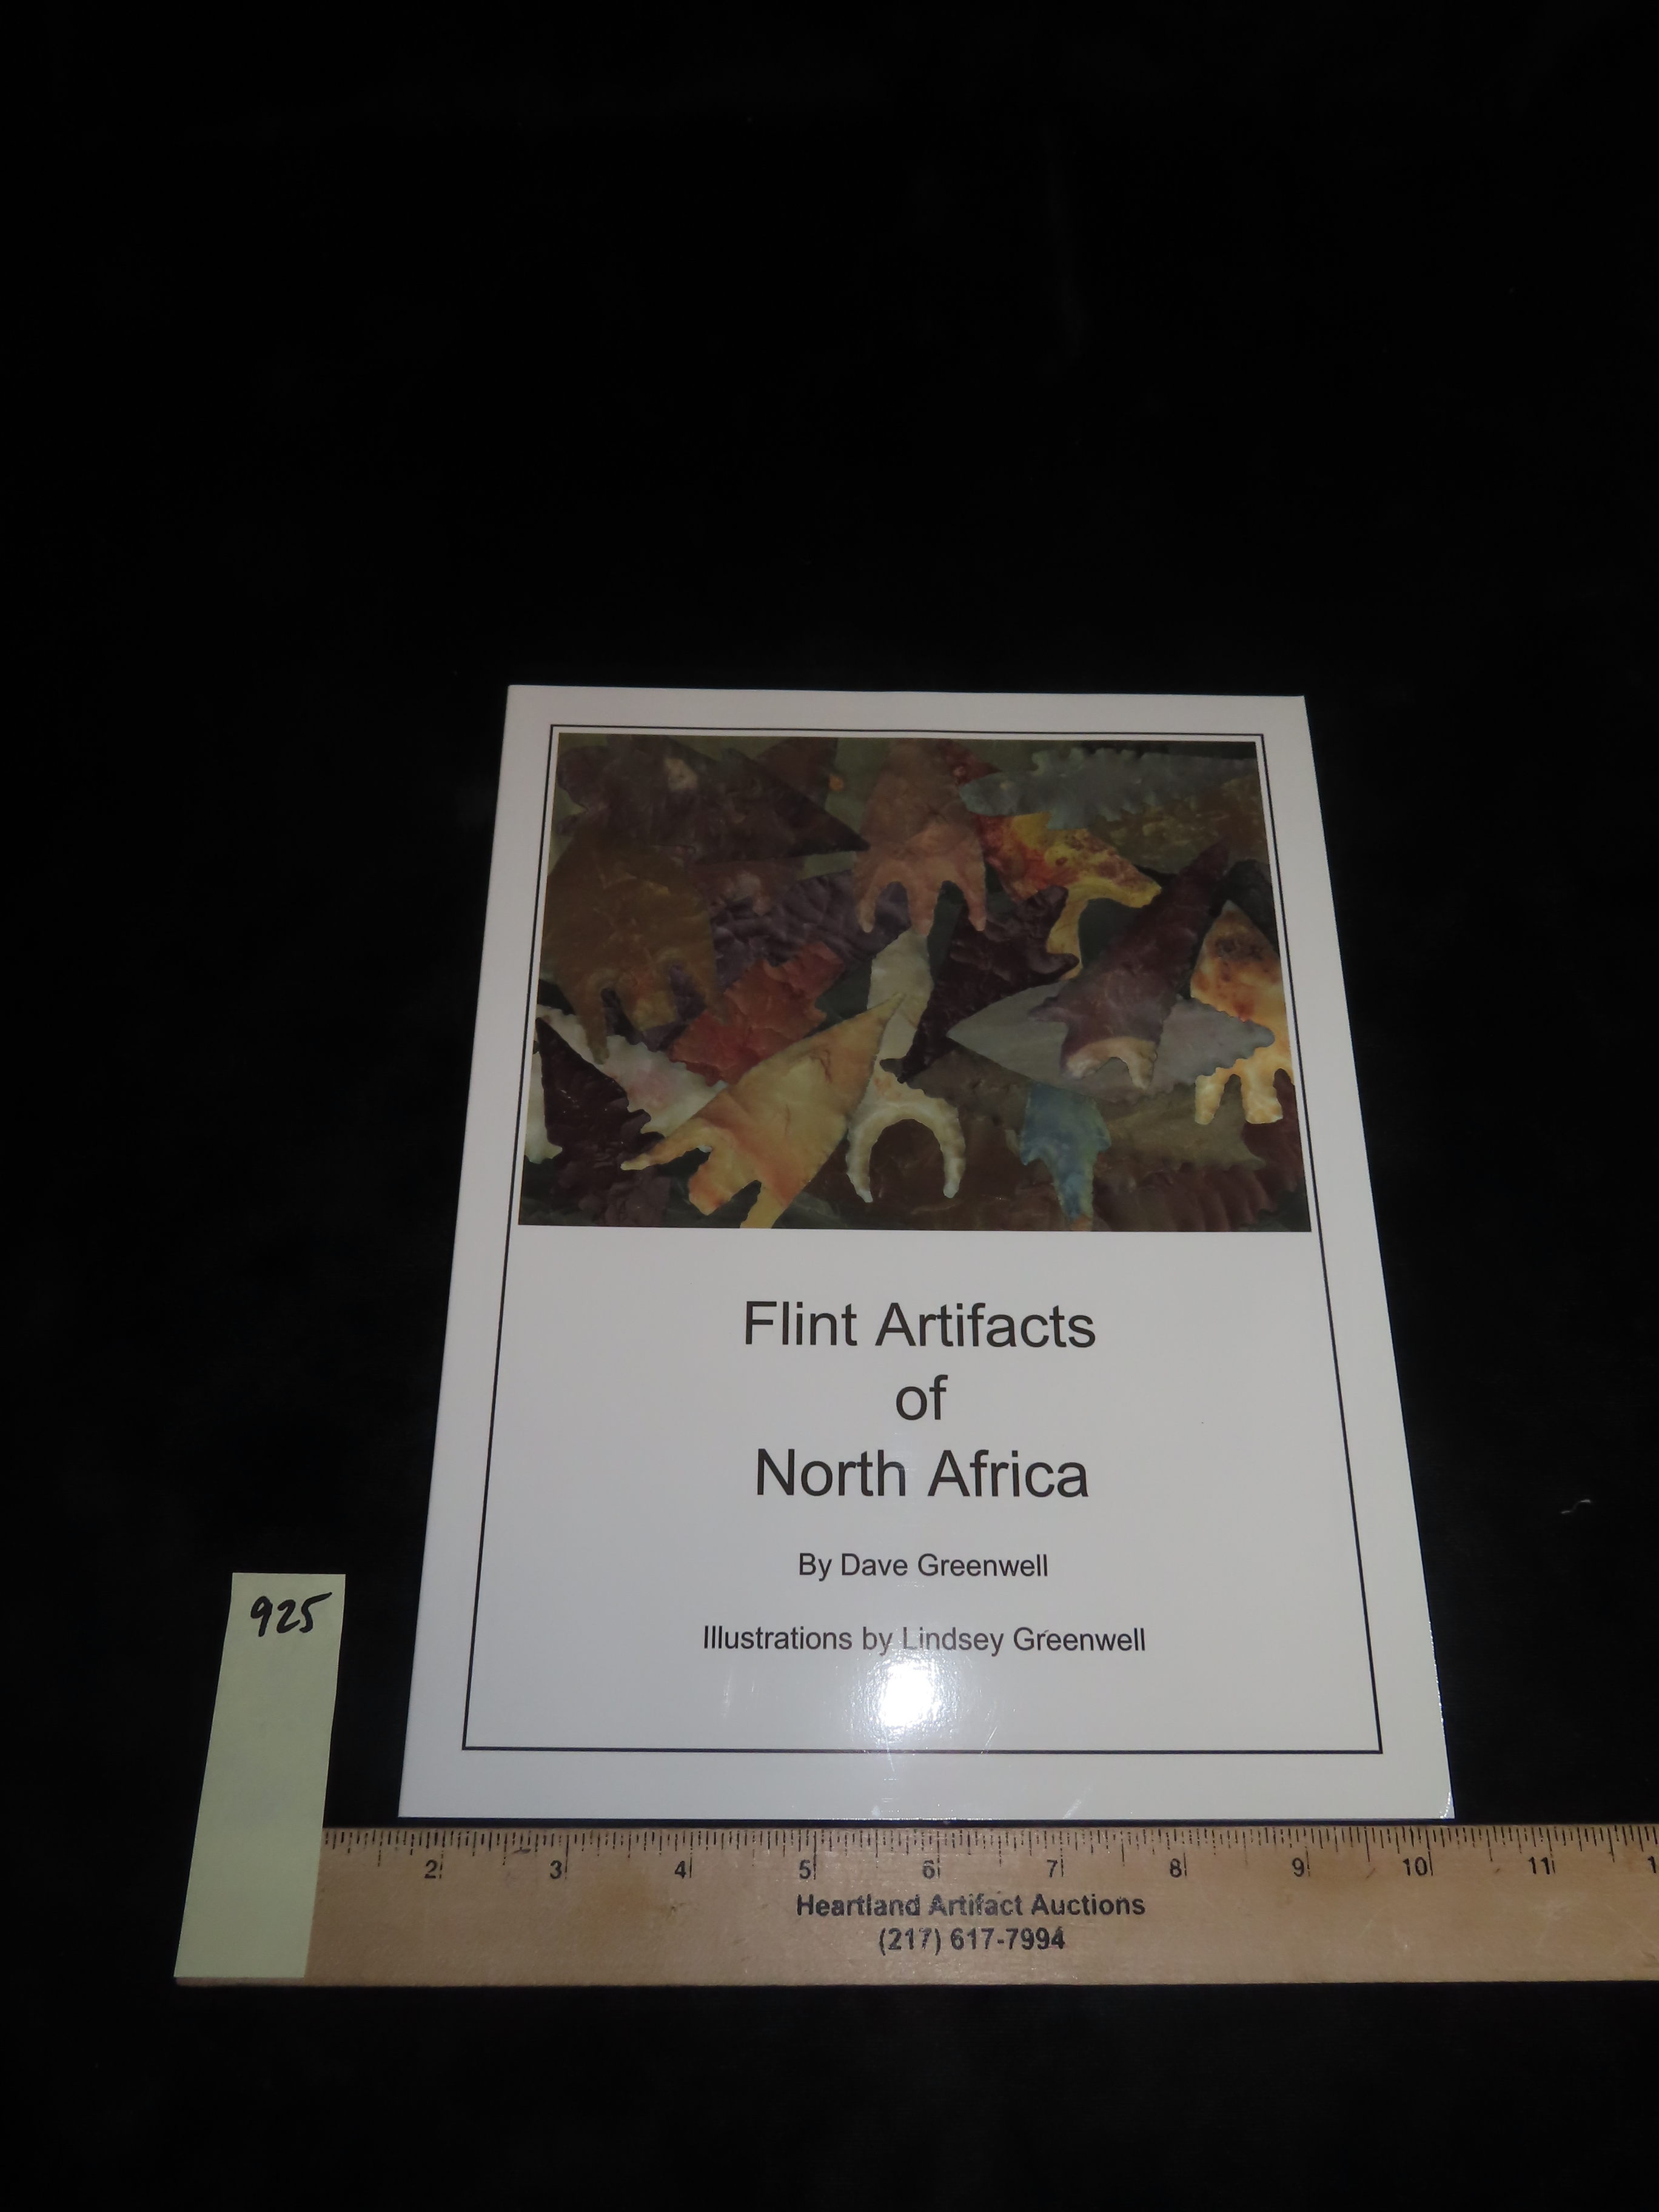 Flint Artifacts
of
North Africa
By Dave Greenwell
Illustrations by Lindsey Greenwell
925
2 3 4 5 6 7 8 9 10 11 1
Heartland Artifact Auctions
(217) 617-7994